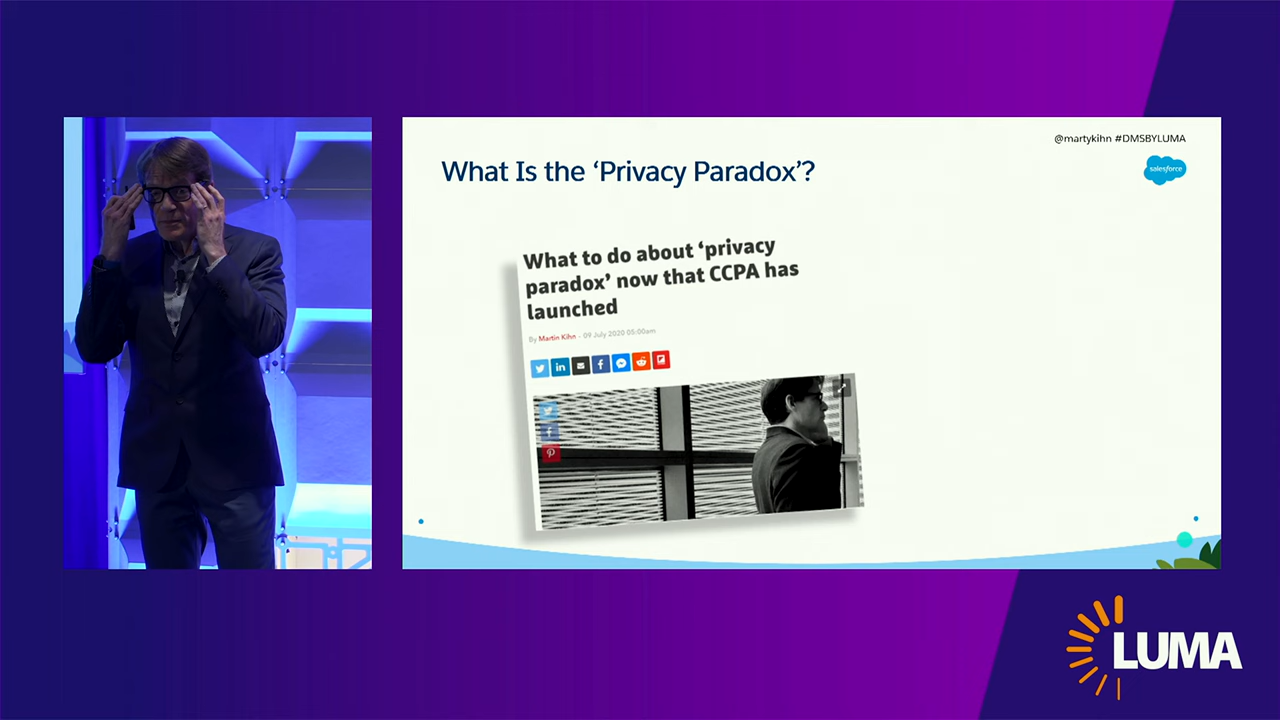 @martykihn #DMSBYLUMA
What Is the ‘Privacy Paradox’?
salesforce
What to do about ‘privacy
paradox’ now that CCPA has
launched
By Martin Kihn - 09 July 2020 05:00am
in
LUMA